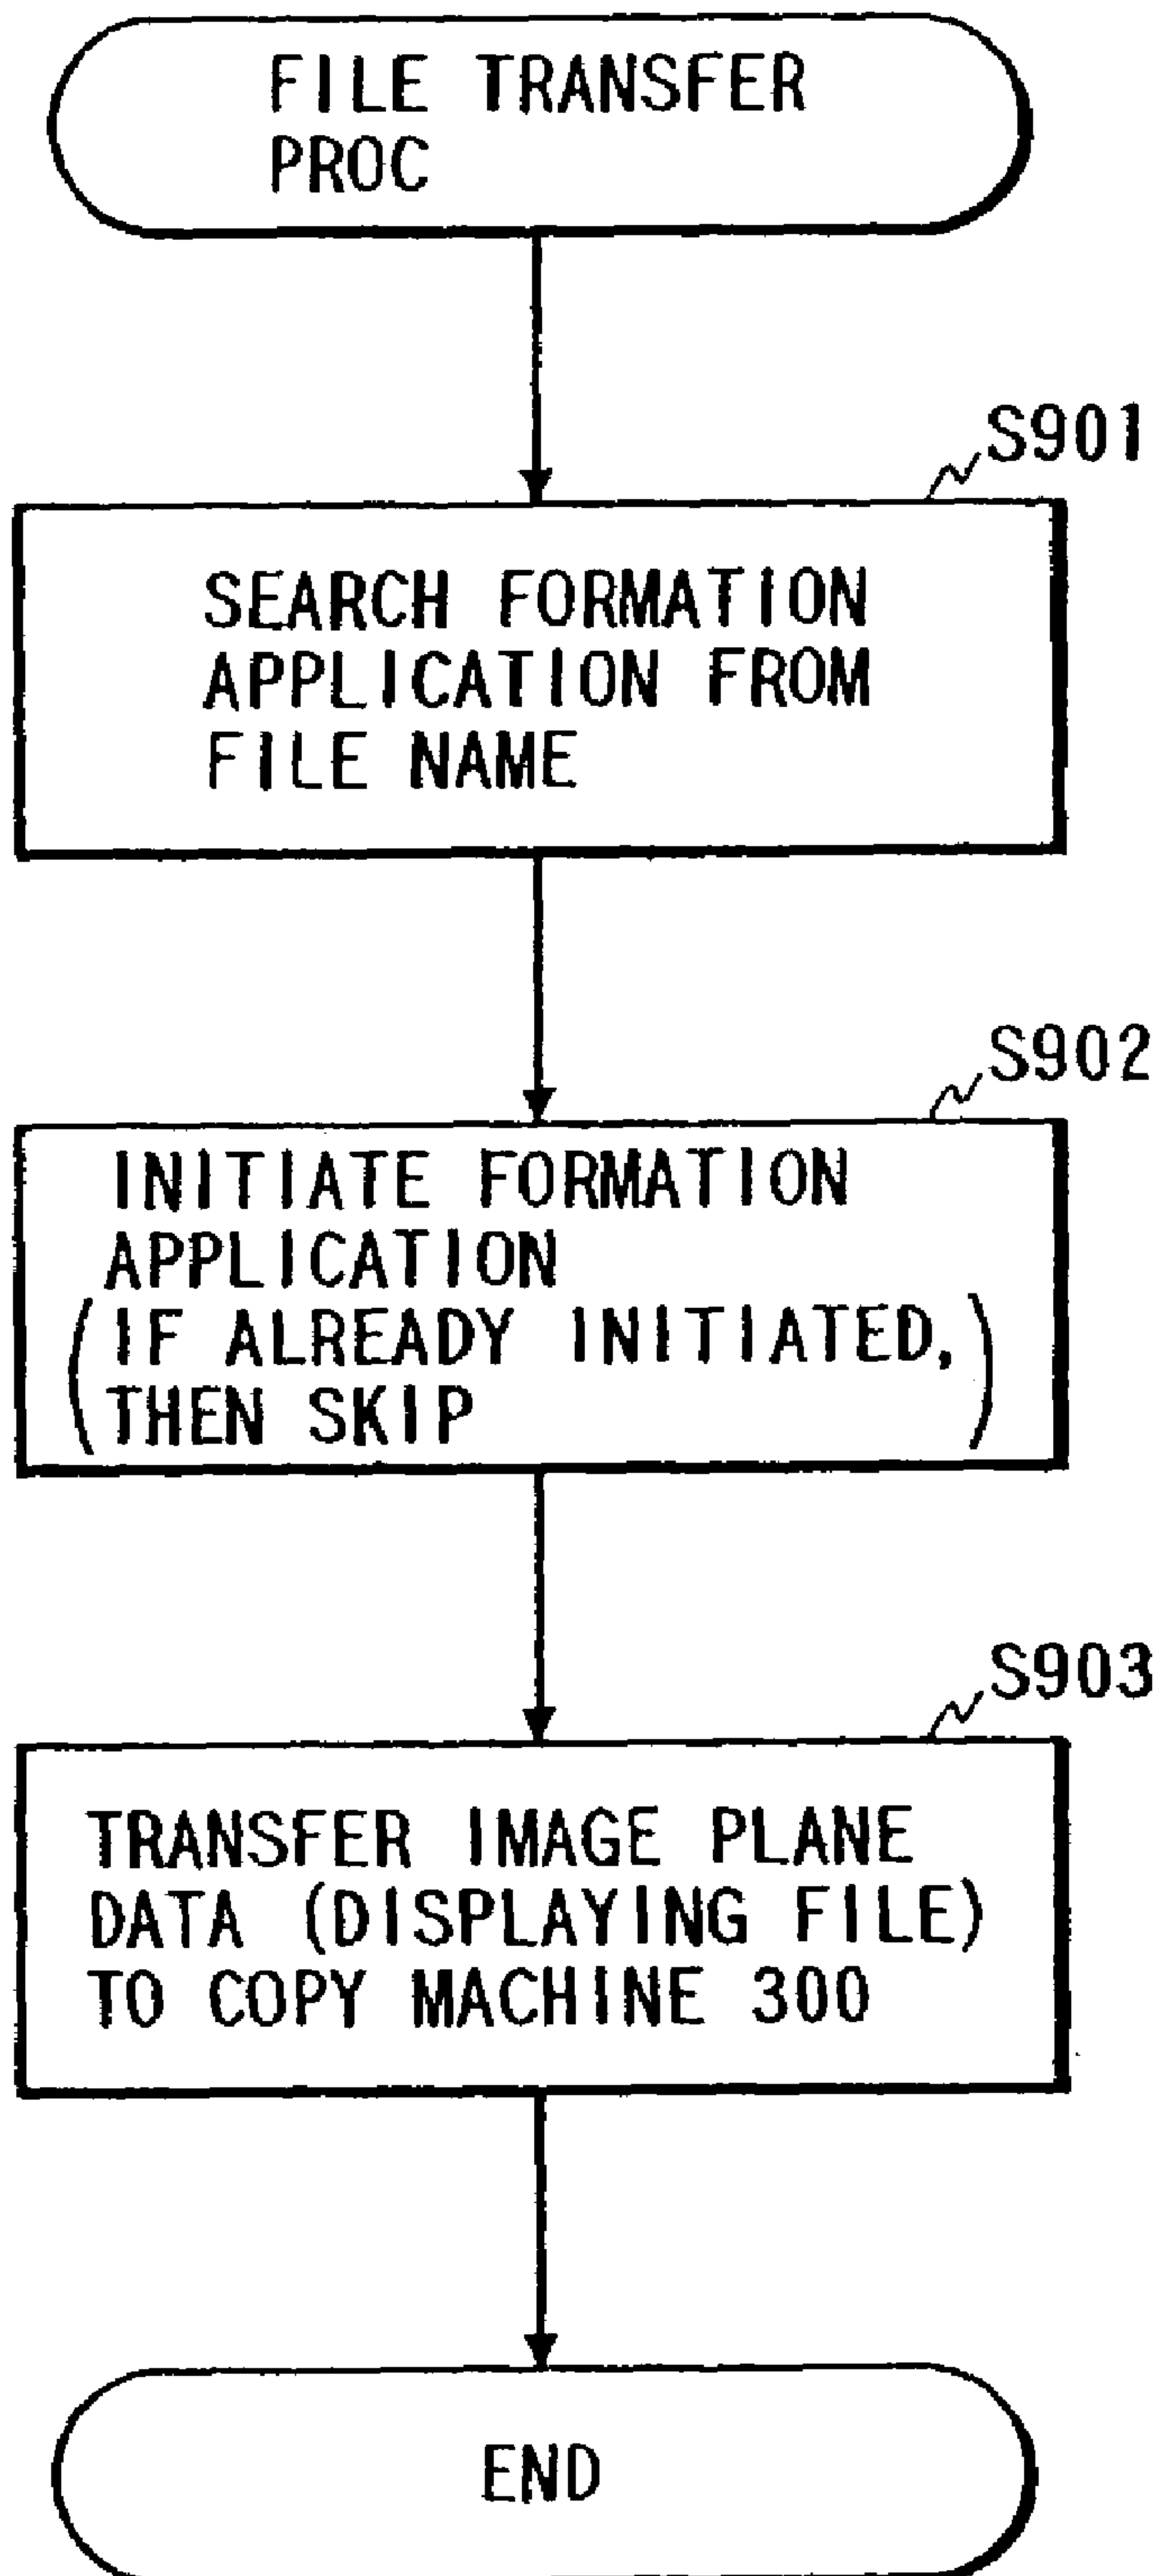 FILE TRANSFER
PROC
S901
SEARCH FORMATION
APPLICATION FROM
FILE NAME
S902
INITIATE FORMATION
APPLICATION
(IF ALREADY INITIATED,
THEN SKIP)
S903
TRANSFER IMAGE PLANE
DATA (DISPLAYING FILE)
TO COPY MACHINE 300
END